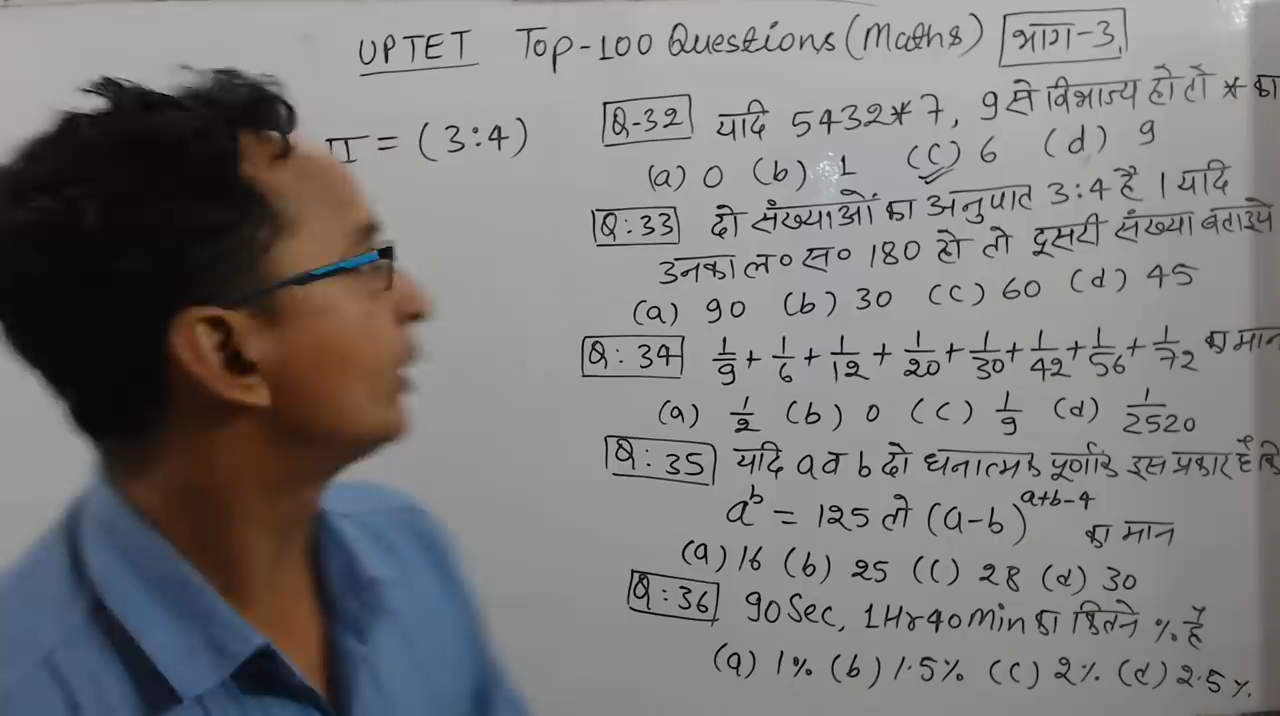 UPTET Top-100 Questions (Maths) भाग-3
II = (3:4)
Q-32 यदि 5432*7, 9 से विभाज्य हो तो * का
(a) 0 (b) 1 (c) 6 (d) 9
Q:33 दो संख्याओं का अनुपात 3:4 है । यदि
उनका ल० स० 180 हो तो दूसरी संख्या बताइये
(a) 90 (b) 30 (c) 60 (d) 45
Q:34 1/9 + 1/6 + 1/12 + 1/20 + 1/30 + 1/42 + 1/56 + 1/72 का मान
(a) 1/2 (b) 0 (c) 1/9 (d) 1/2520
Q:35 यदि a व b दो धनात्मक पूर्णांक इस प्रकार है कि
a^b = 125 तो (a-b)^(a+b-4) का मान
(a) 16 (b) 25 (c) 28 (d) 30
Q:36 90 Sec, 1Hr 40 min का कितने % है
(a) 1% (b) 1.5% (c) 2% (d) 2.5%